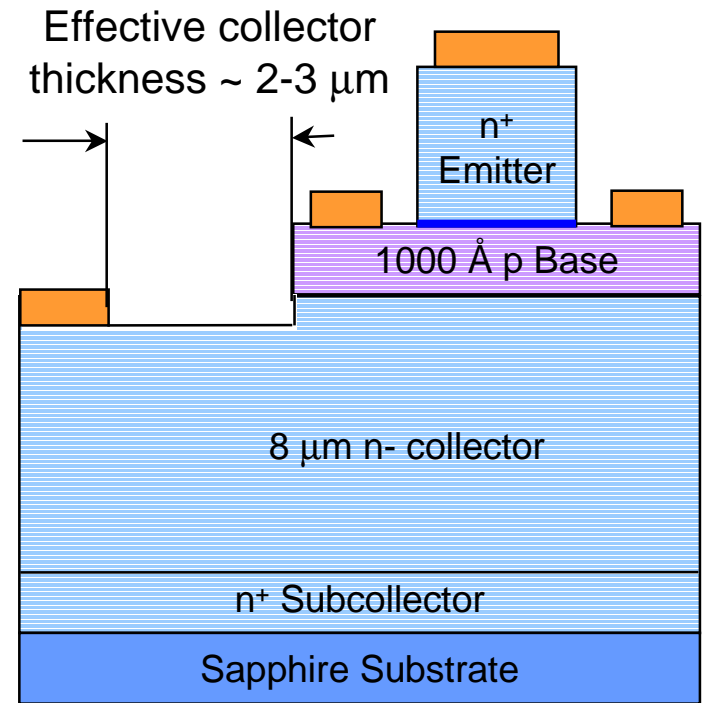 Effective collector
thickness ~ 2-3 μm
n⁺
Emitter
1000 Å p Base
8 μm n- collector
n⁺ Subcollector
Sapphire Substrate